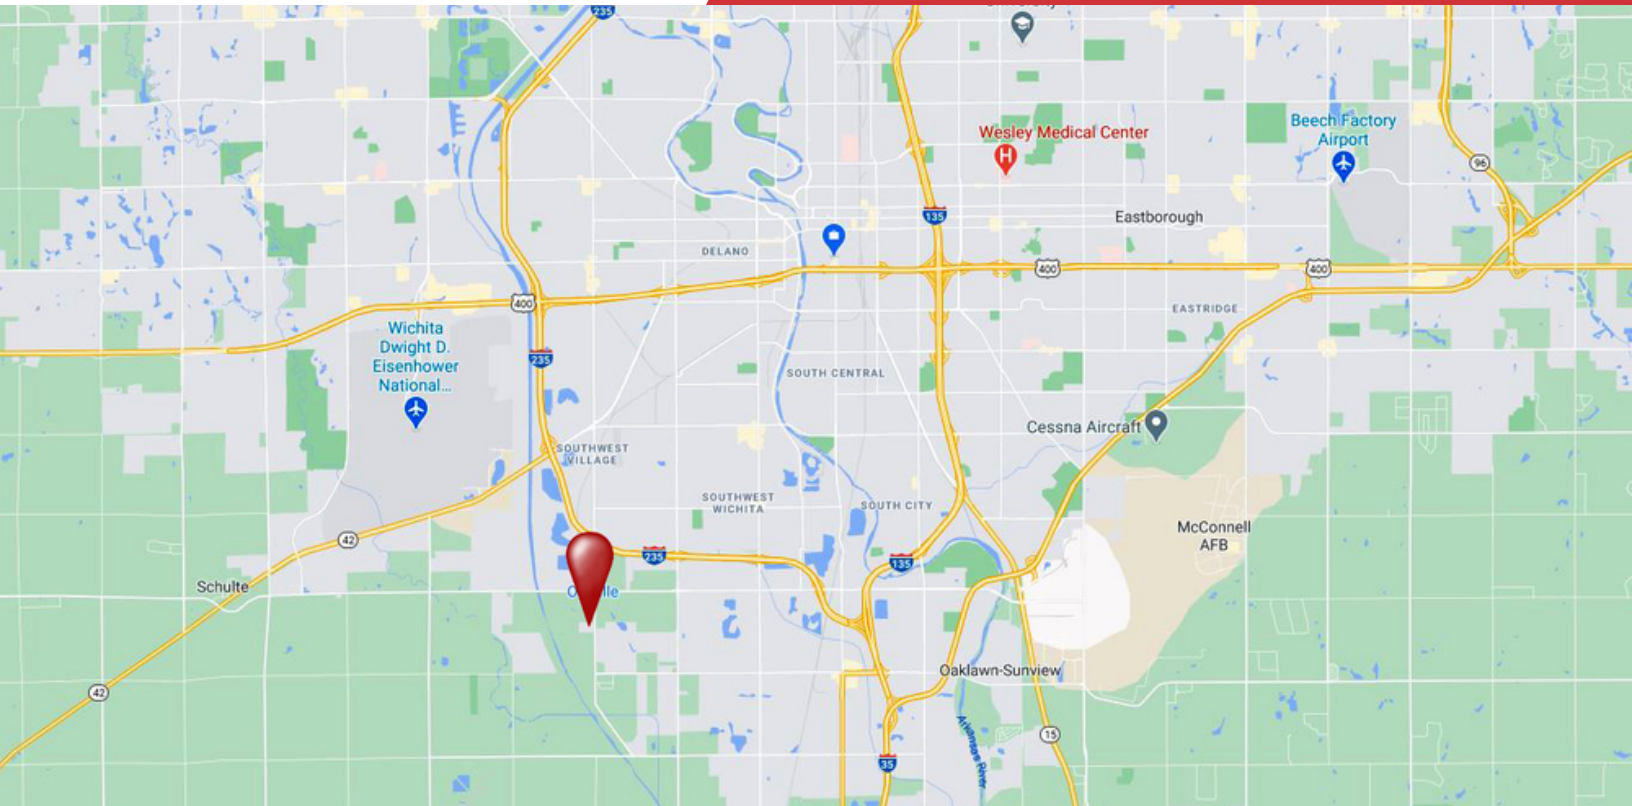 235
Wesley Medical Center
H
Beech Factory
Airport
96
135
Eastborough
DELANO
400
400
400
EASTRIDGE
Wichita
Dwight D.
Eisenhower
National...
235
SOUTH CENTRAL
Cessna Aircraft
SOUTHWEST
VILLAGE
SOUTHWEST
WICHITA
SOUTH CITY
McConnell
AFB
42
235
135
Schulte
Oaklawn-Sunview
42
Arkansas River
15
35